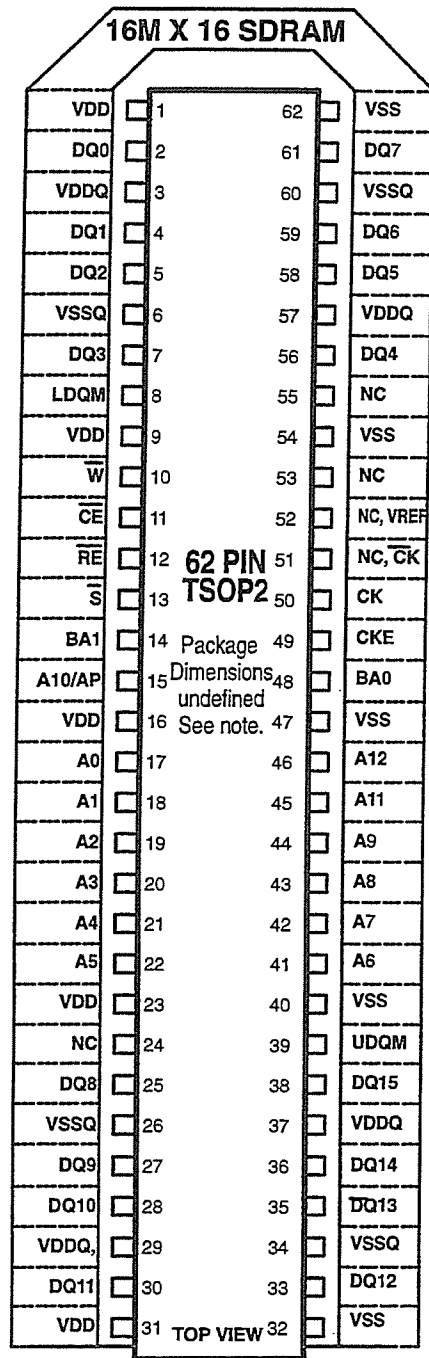 16M X 16 SDRAM
VDD 1 62 VSS
DQ0 2 61 DQ7
VDDQ 3 60 VSSQ
DQ1 4 59 DQ6
DQ2 5 58 DQ5
VSSQ 6 57 VDDQ
DQ3 7 56 DQ4
LDQM 8 55 NC
VDD 9 54 VSS
W̅ 10 53 NC
C̅E̅ 11 52 NC, VREF
R̅E̅ 12 62 PIN 51 NC, C̅K̅
S̅ 13 TSOP2 50 CK
BA1 14 Package 49 CKE
A10/AP 15 Dimensions 48 BA0
undefined
VDD 16 See note. 47 VSS
A0 17 46 A12
A1 18 45 A11
A2 19 44 A9
A3 20 43 A8
A4 21 42 A7
A5 22 41 A6
VDD 23 40 VSS
NC 24 39 UDQM
DQ8 25 38 DQ15
VSSQ 26 37 VDDQ
DQ9 27 36 DQ14
DQ10 28 35 D̅Q13
VDDQ, 29 34 VSSQ
DQ11 30 33 DQ12
VDD 31 TOP VIEW 32 VSS